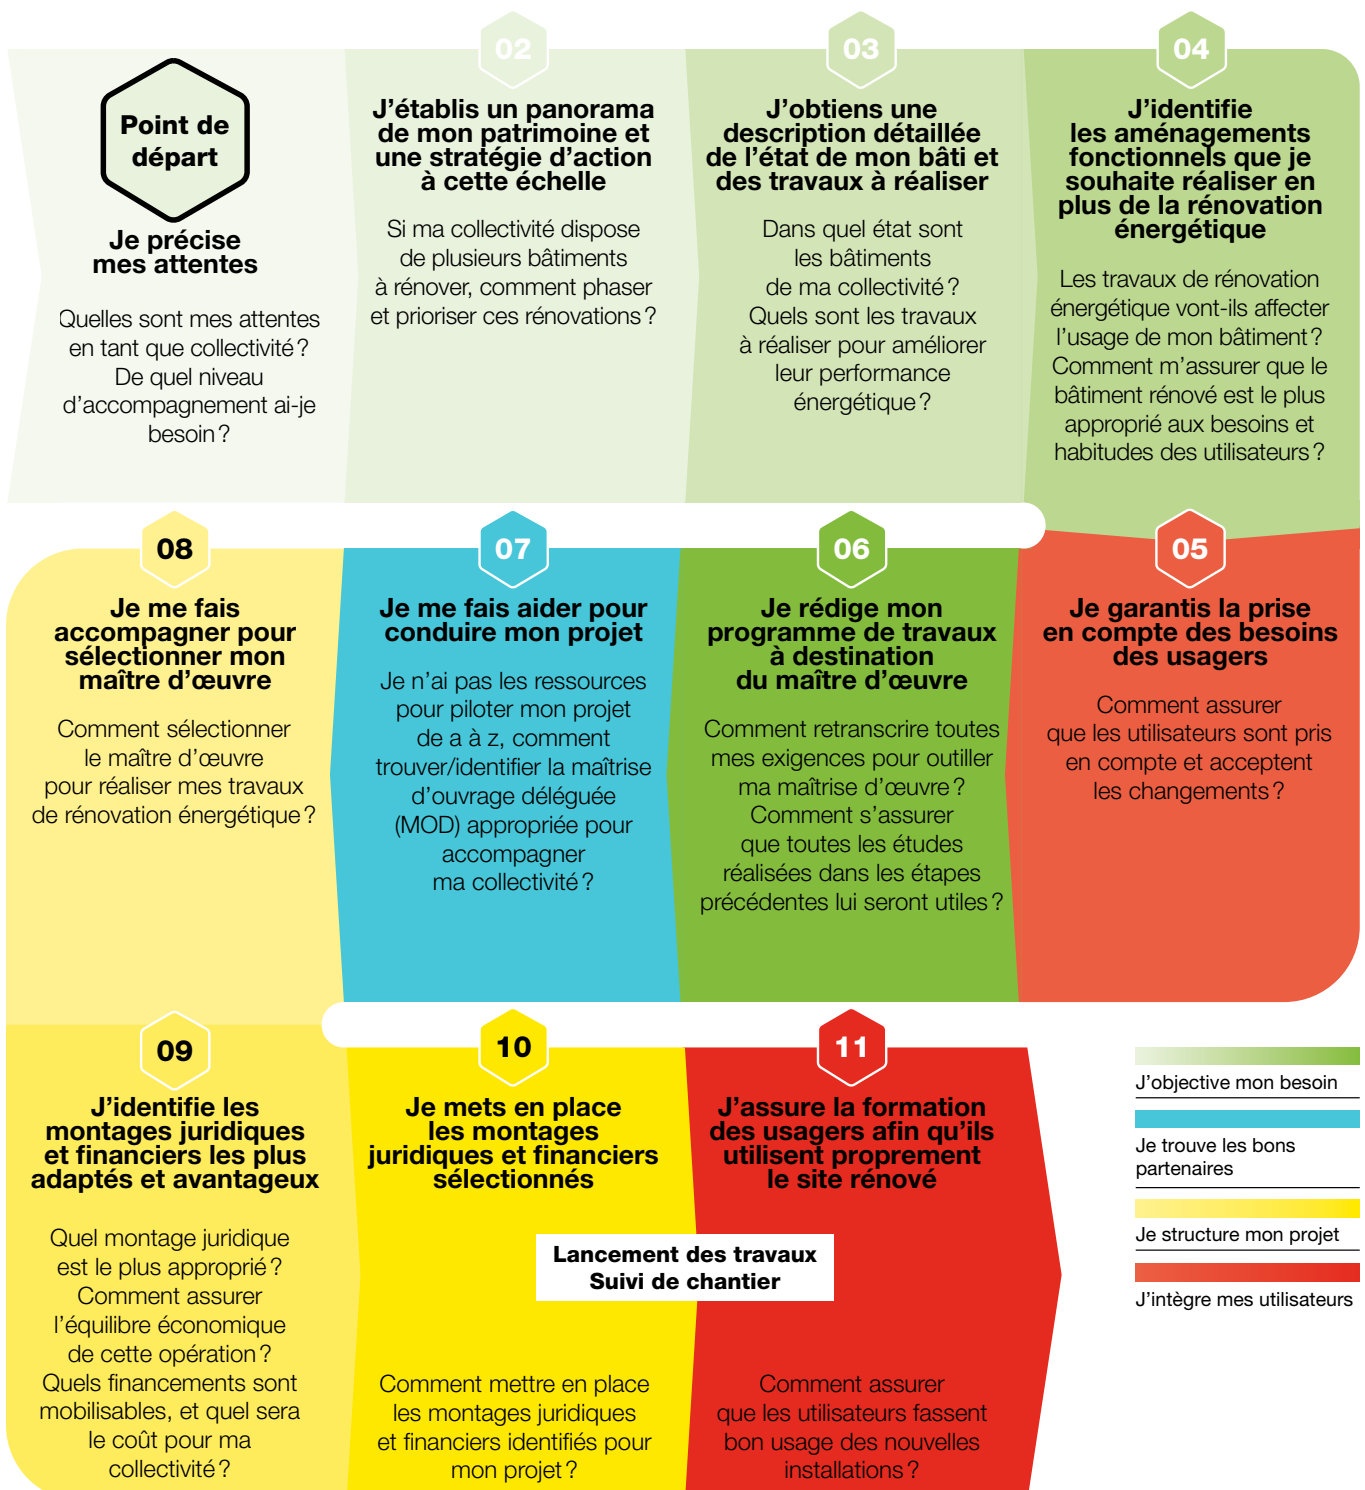 Point de
départ
Je précise
mes attentes
Quelles sont mes attentes
en tant que collectivité ?
De quel niveau
d’accompagnement ai-je
besoin ?
02
J’établis un panorama
de mon patrimoine et
une stratégie d’action
à cette échelle
Si ma collectivité dispose
de plusieurs bâtiments
à rénover, comment phaser
et prioriser ces rénovations ?
03
J’obtiens une
description détaillée
de l’état de mon bâti et
des travaux à réaliser
Dans quel état sont
les bâtiments
de ma collectivité ?
Quels sont les travaux
à réaliser pour améliorer
leur performance
énergétique ?
04
J’identifie
les aménagements
fonctionnels que je
souhaite réaliser en
plus de la rénovation
énergétique
Les travaux de rénovation
énergétique vont-ils affecter
l’usage de mon bâtiment ?
Comment m’assurer que le
bâtiment rénové est le plus
approprié aux besoins et
habitudes des utilisateurs ?
05
Je garantis la prise
en compte des besoins
des usagers
Comment assurer
que les utilisateurs sont pris
en compte et acceptent
les changements ?
06
Je rédige mon
programme de travaux
à destination
du maître d’œuvre
Comment retranscrire toutes
mes exigences pour outiller
ma maîtrise d’œuvre ?
Comment s’assurer
que toutes les études
réalisées dans les étapes
précédentes lui seront utiles ?
07
Je me fais aider pour
conduire mon projet
Je n’ai pas les ressources
pour piloter mon projet
de a à z, comment
trouver/identifier la maîtrise
d’ouvrage déléguée
(MOD) appropriée pour
accompagner
ma collectivité ?
08
Je me fais
accompagner pour
sélectionner mon
maître d’œuvre
Comment sélectionner
le maître d’œuvre
pour réaliser mes travaux
de rénovation énergétique ?
09
J’identifie les
montages juridiques
et financiers les plus
adaptés et avantageux
Quel montage juridique
est le plus approprié ?
Comment assurer
l’équilibre économique
de cette opération ?
Quels financements sont
mobilisables, et quel sera
le coût pour ma
collectivité ?
10
Je mets en place
les montages
juridiques et financiers
sélectionnés
Lancement des travaux
Suivi de chantier
Comment mettre en place
les montages juridiques
et financiers identifiés pour
mon projet ?
11
J’assure la formation
des usagers afin qu’ils
utilisent proprement
le site rénové
Comment assurer
que les utilisateurs fassent
bon usage des nouvelles
installations ?
J’objective mon besoin
Je trouve les bons
partenaires
Je structure mon projet
J’intègre mes utilisateurs